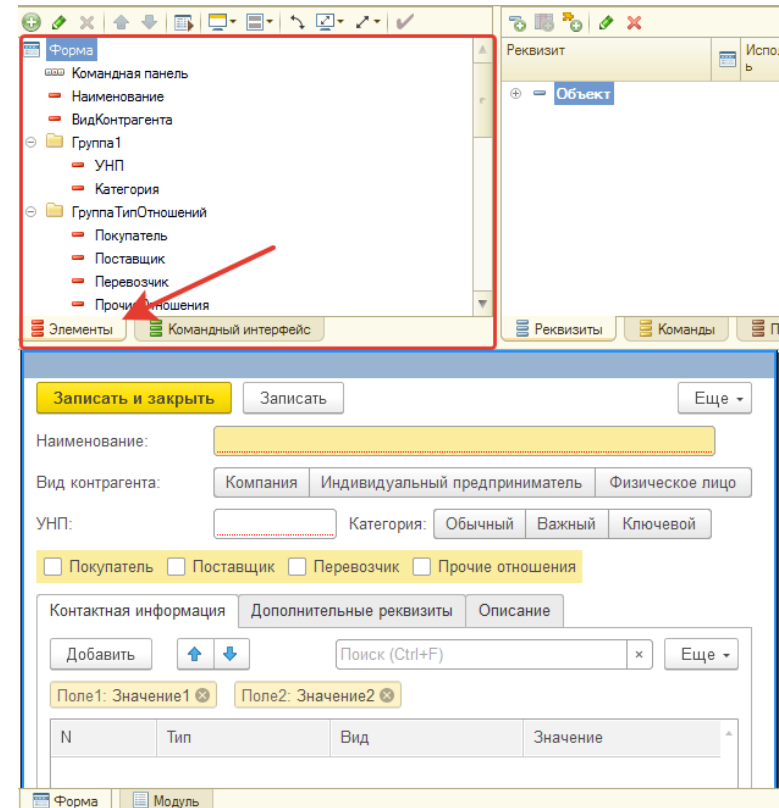 Форма
Командная панель
Наименование
ВидКонтрагента
Группа1
УНП
Категория
ГруппаТипОтношений
Покупатель
Поставщик
Перевозчик
ПрочиеОтношения
Элементы Командный интерфейс
Реквизит Испол
ь
Объект
Реквизиты Команды П
Записать и закрыть Записать Еще
Наименование:
Вид контрагента: Компания Индивидуальный предприниматель Физическое лицо
УНП: Категория: Обычный Важный Ключевой
Покупатель Поставщик Перевозчик Прочие отношения
Контактная информация Дополнительные реквизиты Описание
Добавить Поиск (Ctrl+F) × Еще
Поле1: Значение1 Поле2: Значение2
N Тип Вид Значение
Форма Модуль